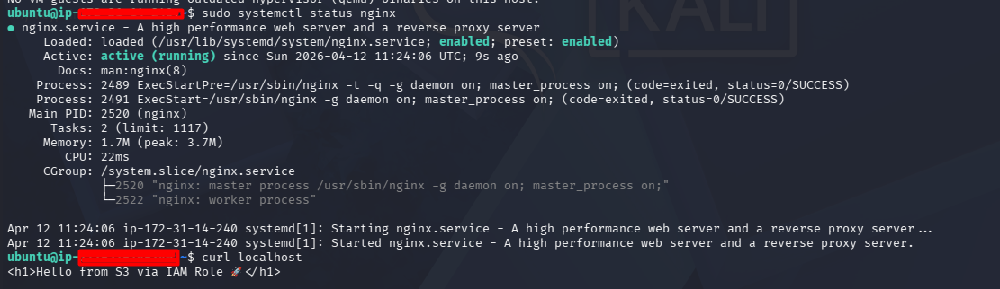 No VM guests are running outdated hypervisor (qemu) binaries on this host.
ubuntu@ip-:~$ sudo systemctl status nginx
● nginx.service - A high performance web server and a reverse proxy server
Loaded: loaded (/usr/lib/systemd/system/nginx.service; enabled; preset: enabled)
Active: active (running) since Sun 2026-04-12 11:24:06 UTC; 9s ago
Docs: man:nginx(8)
Process: 2489 ExecStartPre=/usr/sbin/nginx -t -q -g daemon on; master_process on; (code=exited, status=0/SUCCESS)
Process: 2491 ExecStart=/usr/sbin/nginx -g daemon on; master_process on; (code=exited, status=0/SUCCESS)
Main PID: 2520 (nginx)
Tasks: 2 (limit: 1117)
Memory: 1.7M (peak: 3.7M)
CPU: 22ms
CGroup: /system.slice/nginx.service
├─2520 "nginx: master process /usr/sbin/nginx -g daemon on; master_process on;"
└─2522 "nginx: worker process"
Apr 12 11:24:06 ip-172-31-14-240 systemd[1]: Starting nginx.service - A high performance web server and a reverse proxy server...
Apr 12 11:24:06 ip-172-31-14-240 systemd[1]: Started nginx.service - A high performance web server and a reverse proxy server.
ubuntu@ip-~$ curl localhost
<h1>Hello from S3 via IAM Role 🚀</h1>
KALI